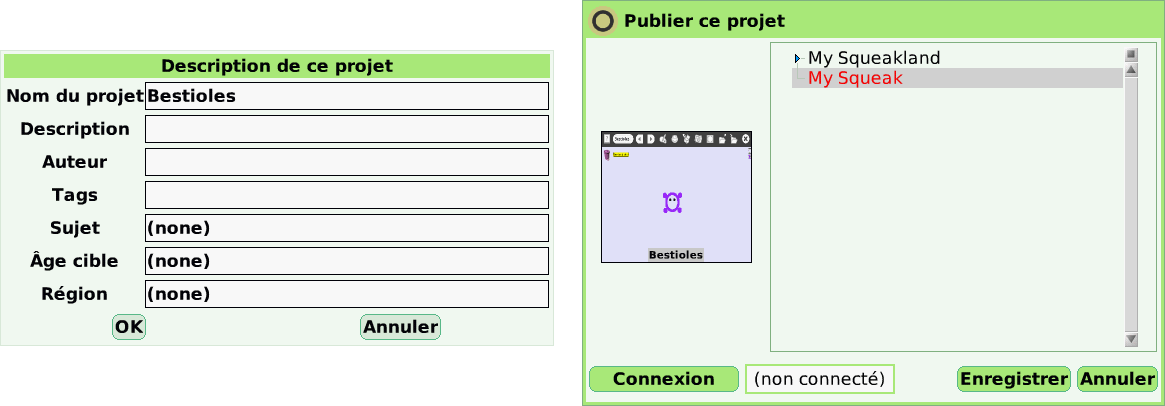 Description de ce projet
Nom du projet Bestioles
Description
Auteur
Tags
Sujet (none)
Âge cible (none)
Région (none)
OK Annuler
Publier ce projet
My Squeakland
My Squeak
Bestioles
Bestioles
Connexion (non connecté) Enregistrer Annuler